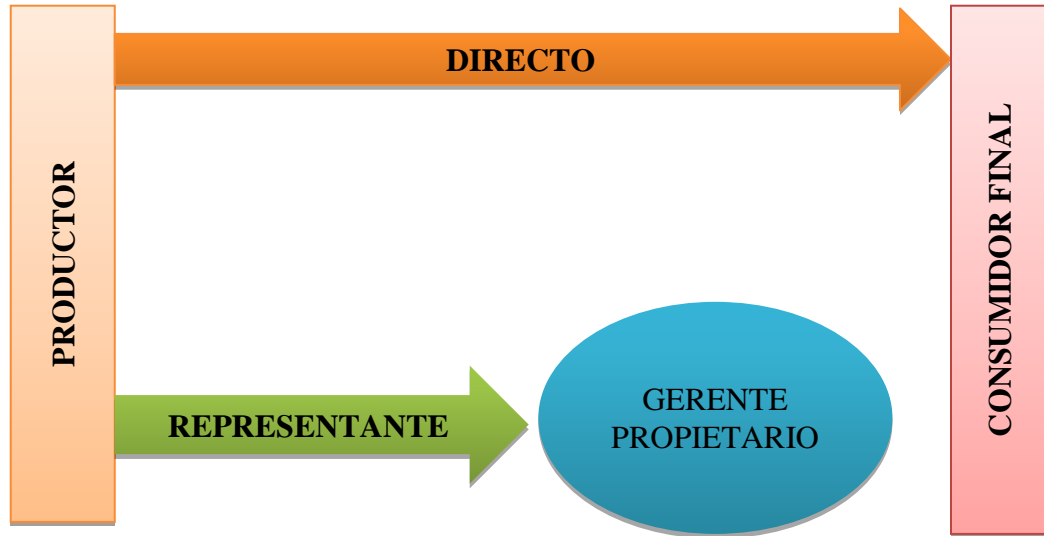 PRODUCTOR
DIRECTO
REPRESENTANTE
GERENTE
PROPIETARIO
CONSUMIDOR FINAL